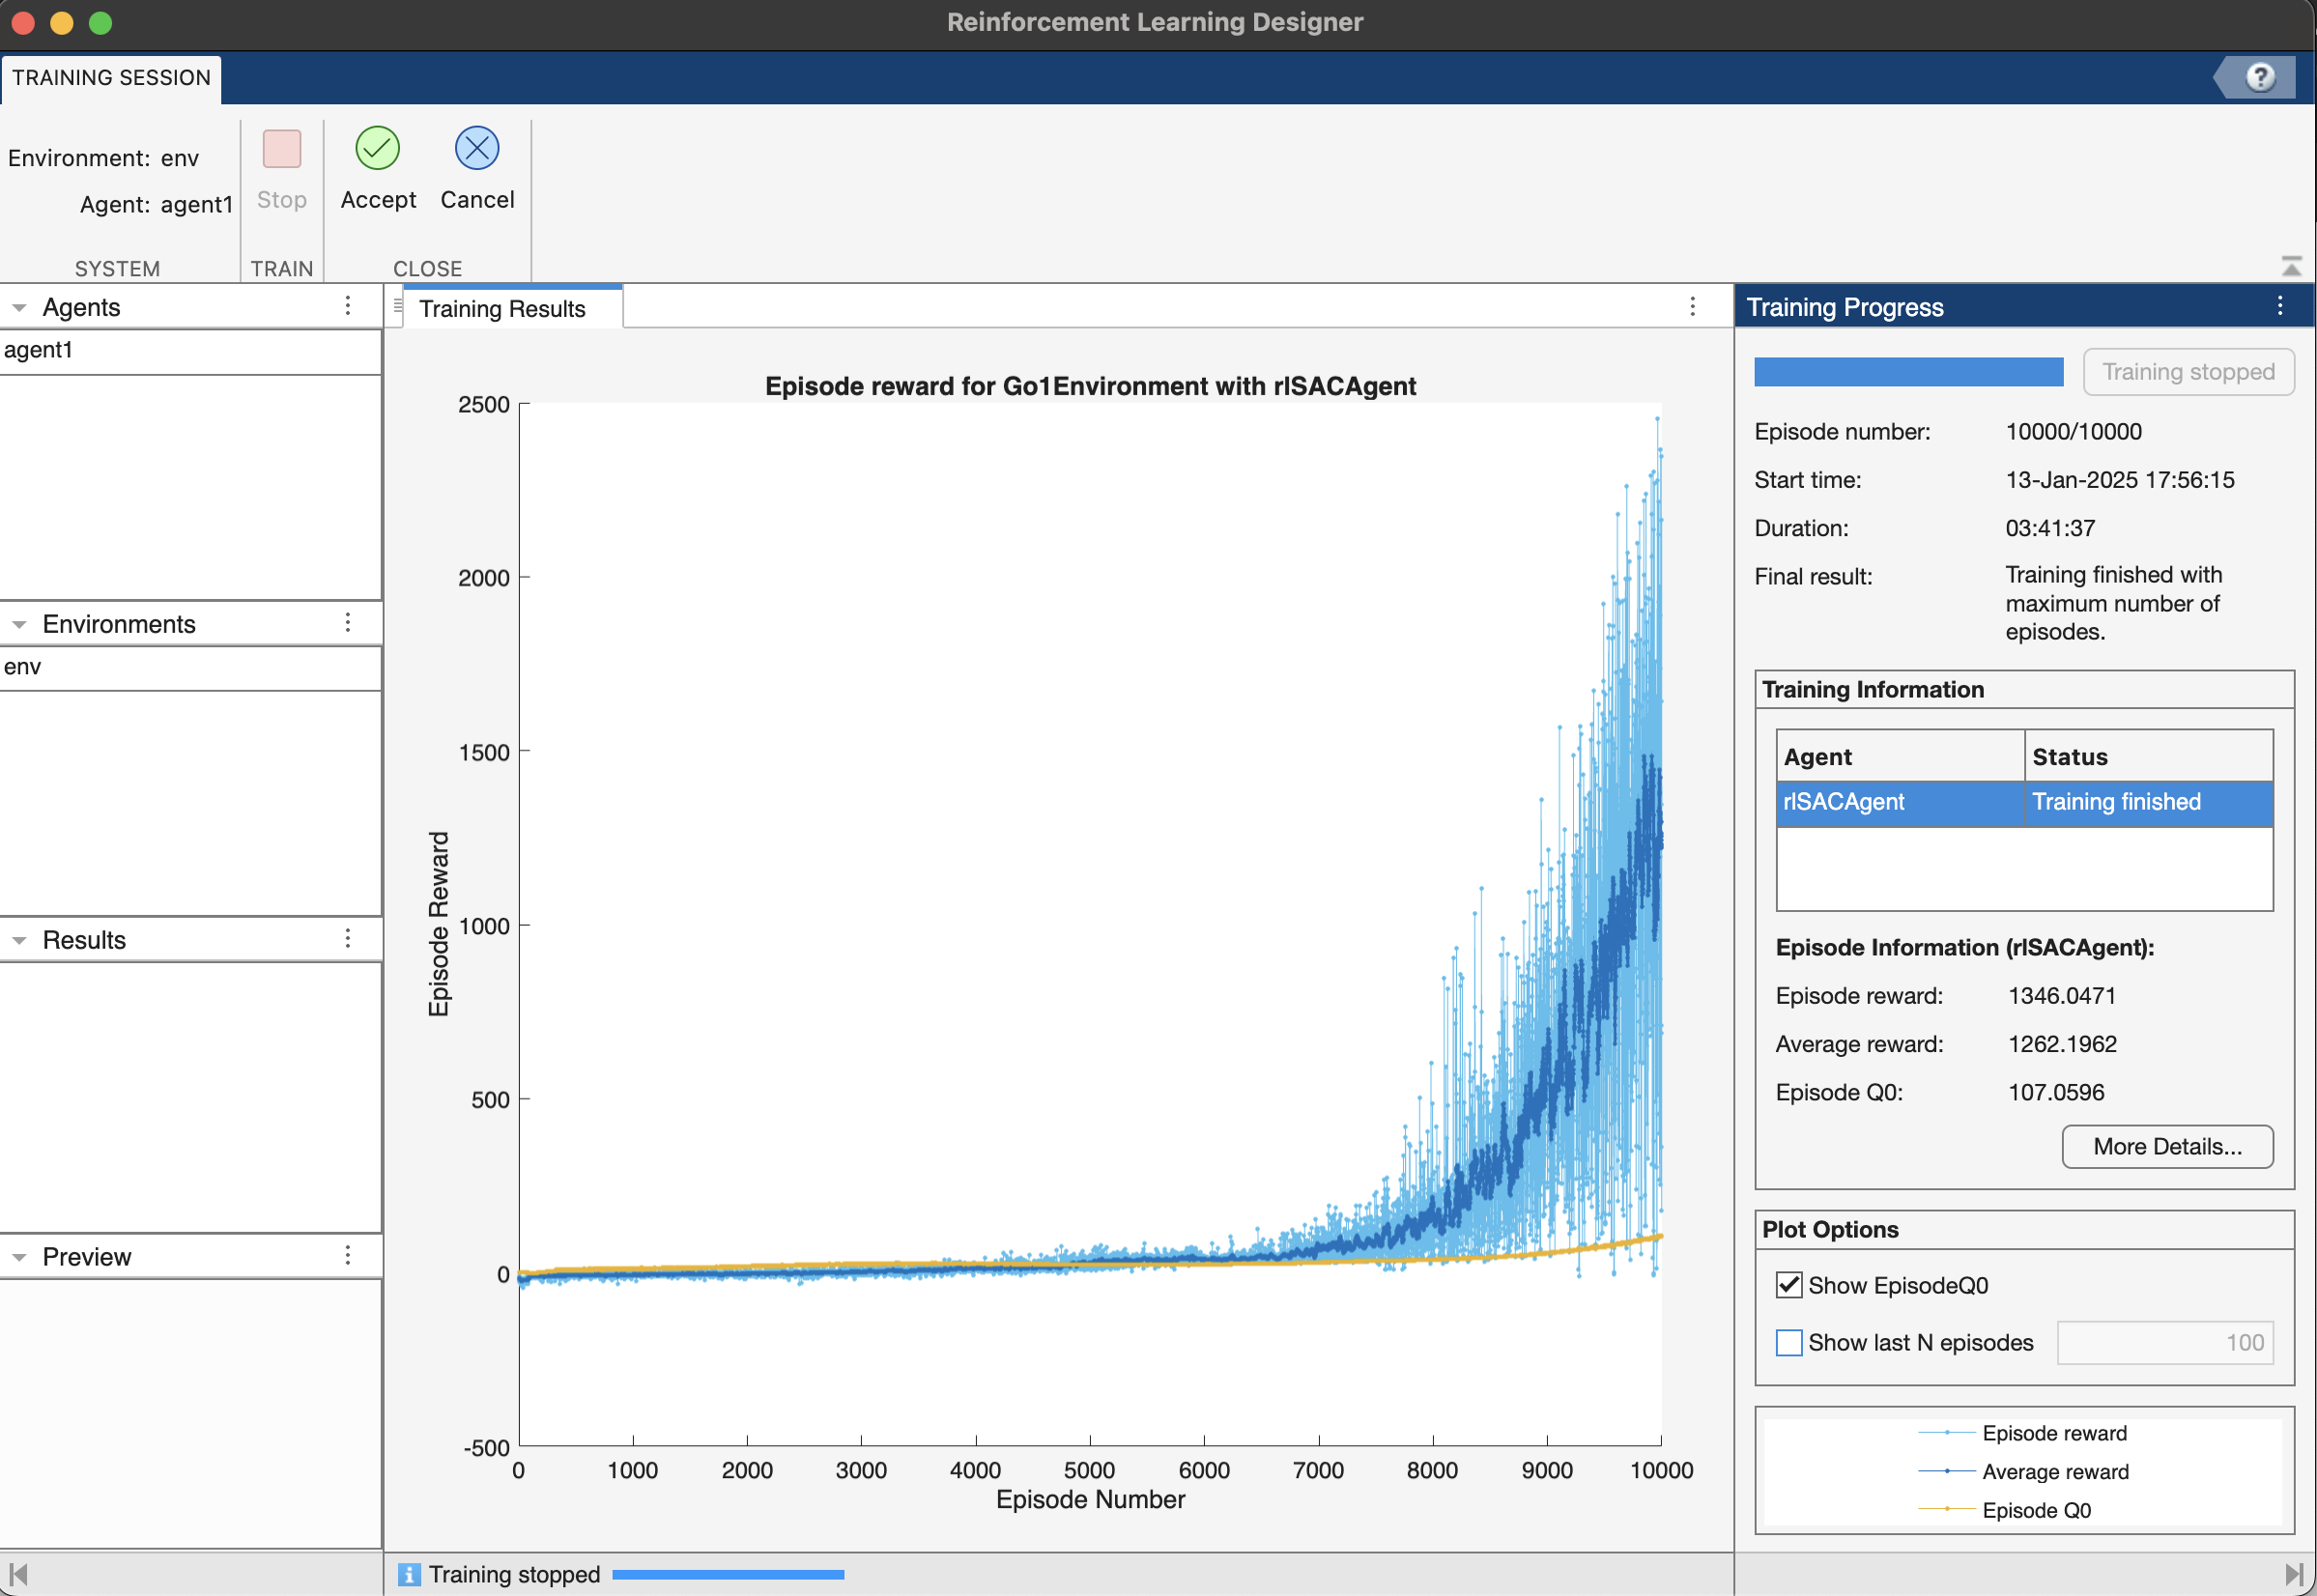 Reinforcement Learning Designer
TRAINING SESSION
?
Environment: env
Agent: agent1
Stop
Accept
Cancel
SYSTEM
TRAIN
CLOSE
Agents
agent1
Environments
env
Results
Preview
Training Results
Episode reward for Go1Environment with rlSACAgent
2500
2000
1500
1000
500
0
-500
Episode Reward
0 1000 2000 3000 4000 5000 6000 7000 8000 9000 10000
Episode Number
Training stopped
Training Progress
Training stopped
Episode number: 10000/10000
Start time: 13-Jan-2025 17:56:15
Duration: 03:41:37
Final result: Training finished with
maximum number of
episodes.
Training Information
Agent Status
rlSACAgent Training finished
Episode Information (rlSACAgent):
Episode reward: 1346.0471
Average reward: 1262.1962
Episode Q0: 107.0596
More Details...
Plot Options
Show EpisodeQ0
Show last N episodes 100
Episode reward
Average reward
Episode Q0